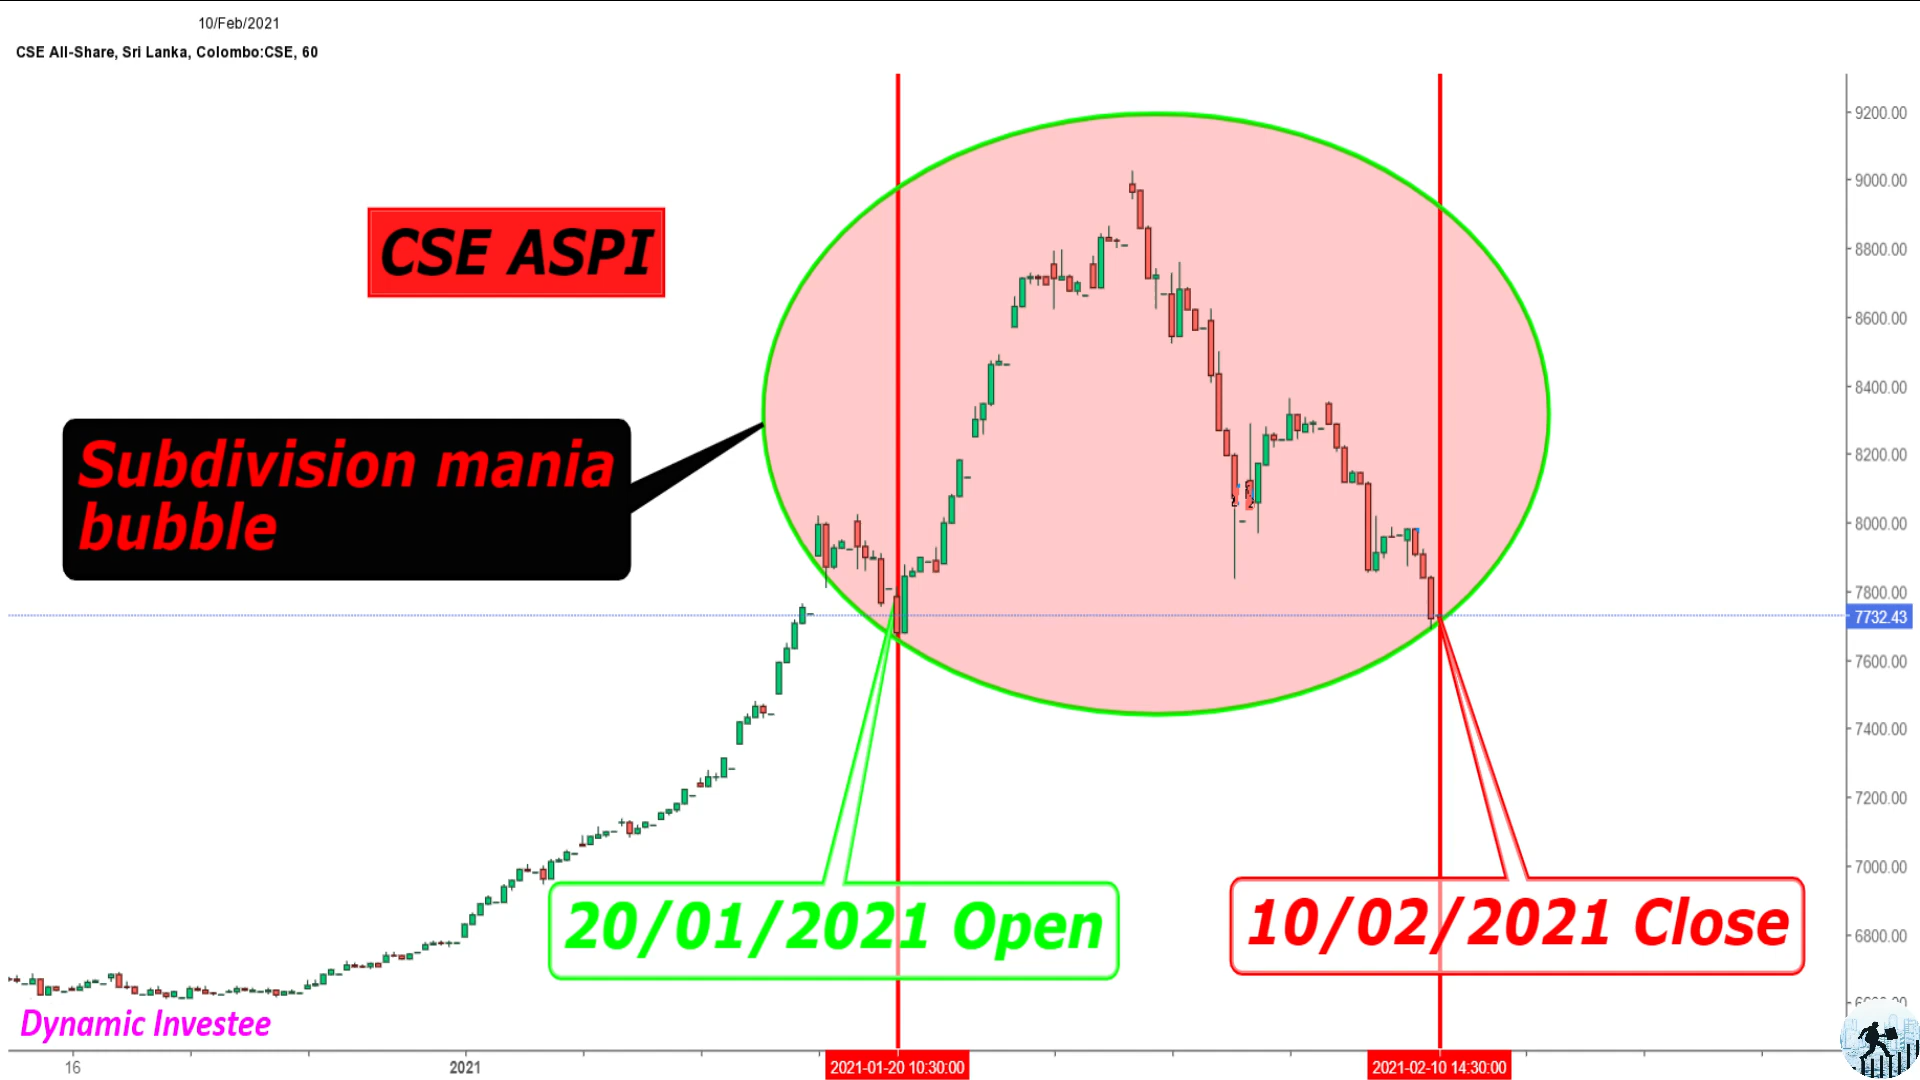 10/Feb/2021
CSE All-Share, Sri Lanka, Colombo:CSE, 60
9200.00
9000.00
CSE ASPI
8800.00
8600.00
8400.00
Subdivision mania
bubble
8200.00
8000.00
7800.00
7732.43
7600.00
7400.00
7200.00
7000.00
20/01/2021 Open
10/02/2021 Close
6800.00
Dynamic Investee
16
2021
2021-01-20 10:30:00
2021-02-10 14:30:00